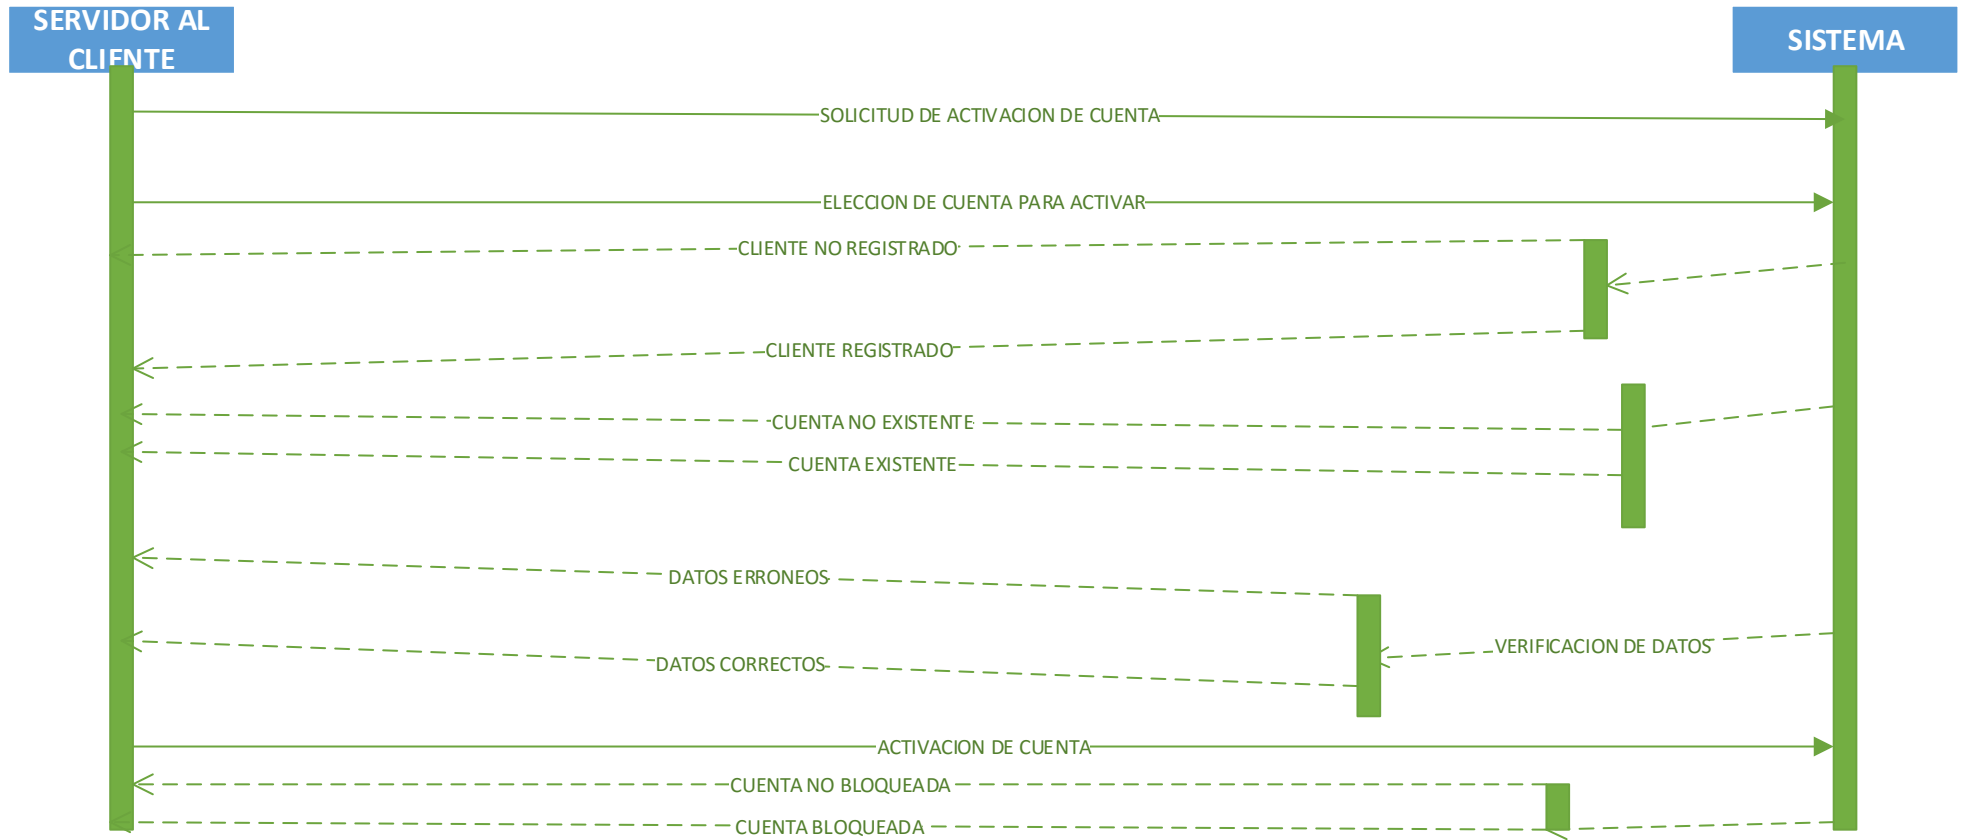 SERVIDOR AL
CLIENTE
SISTEMA
SOLICITUD DE ACTIVACION DE CUENTA
ELECCION DE CUENTA PARA ACTIVAR
CLIENTE NO REGISTRADO
CLIENTE REGISTRADO
CUENTA NO EXISTENTE
CUENTA EXISTENTE
DATOS ERRONEOS
VERIFICACION DE DATOS
DATOS CORRECTOS
ACTIVACION DE CUENTA
CUENTA NO BLOQUEADA
CUENTA BLOQUEADA